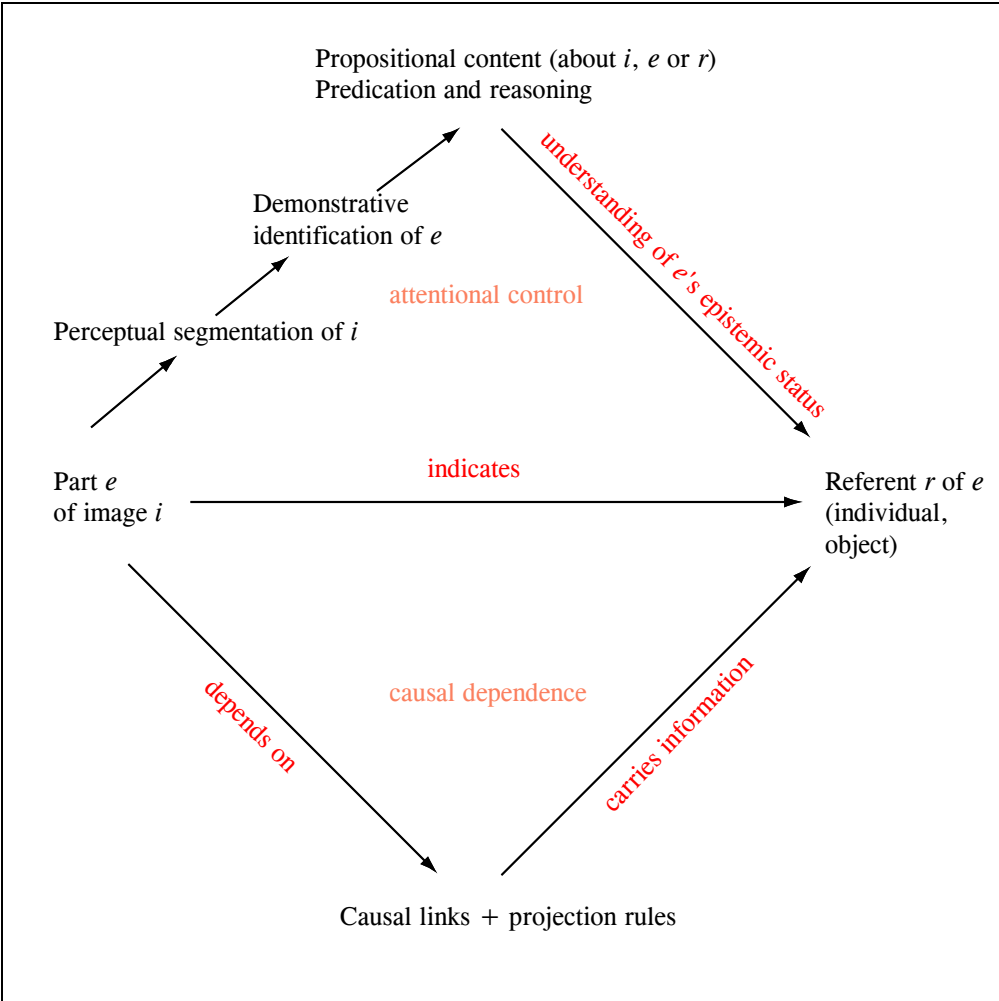 Propositional content (about i, e or r)
Predication and reasoning
understanding of e's epistemic status
Demonstrative
identification of e
attentional control
Perceptual segmentation of i
indicates
Part e
of image i
Referent r of e
(individual,
object)
depends on
causal dependence
carries information
Causal links + projection rules